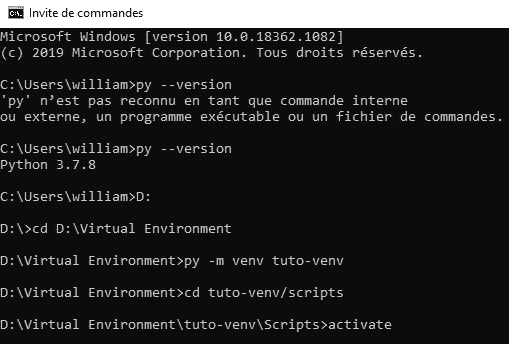 Invite de commandes
Microsoft Windows [version 10.0.18362.1082]
(c) 2019 Microsoft Corporation. Tous droits réservés.
C:\Users\william>py --version
'py' n’est pas reconnu en tant que commande interne
ou externe, un programme exécutable ou un fichier de commandes.
C:\Users\william>py --version
Python 3.7.8
C:\Users\william>D:
D:\>cd D:\Virtual Environment
D:\Virtual Environment>py -m venv tuto-venv
D:\Virtual Environment>cd tuto-venv/scripts
D:\Virtual Environment\tuto-venv\Scripts>activate